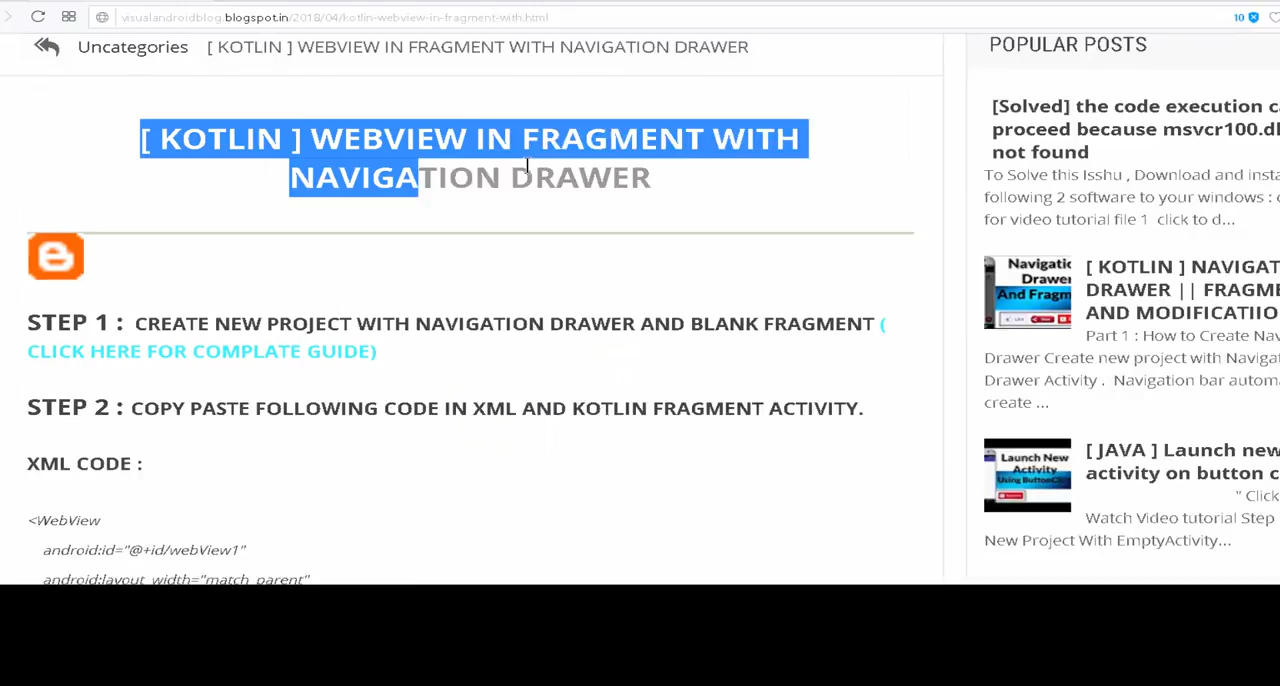 visualandroidblog.blogspot.in/2018/04/kotlin-webview-in-fragment-with.html
10
Uncategories [ KOTLIN ] WEBVIEW IN FRAGMENT WITH NAVIGATION DRAWER
[ KOTLIN ] WEBVIEW IN FRAGMENT WITH
NAVIGATION DRAWER
STEP 1 : CREATE NEW PROJECT WITH NAVIGATION DRAWER AND BLANK FRAGMENT (
CLICK HERE FOR COMPLATE GUIDE)
STEP 2 : COPY PASTE FOLLOWING CODE IN XML AND KOTLIN FRAGMENT ACTIVITY.
XML CODE :
<WebView
android:id="@+id/webView1"
android:layout_width="match_parent"
POPULAR POSTS
[Solved] the code execution ca
proceed because msvcr100.dl
not found
To Solve this Isshu , Download and insta
following 2 software to your windows : c
for video tutorial file 1 click to d...
Navigatio
Drawer
And Fragm
[ KOTLIN ] NAVIGAT
DRAWER || FRAGME
AND MODIFICATIIO
Part 1 : How to Create Nav
Drawer Create new project with Navigat
Drawer Activity . Navigation bar automa
create ...
Launch New
Activity
Using ButtonClic
[ JAVA ] Launch new
activity on button c
" Click
Watch Video tutorial Step
New Project With EmptyActivity...